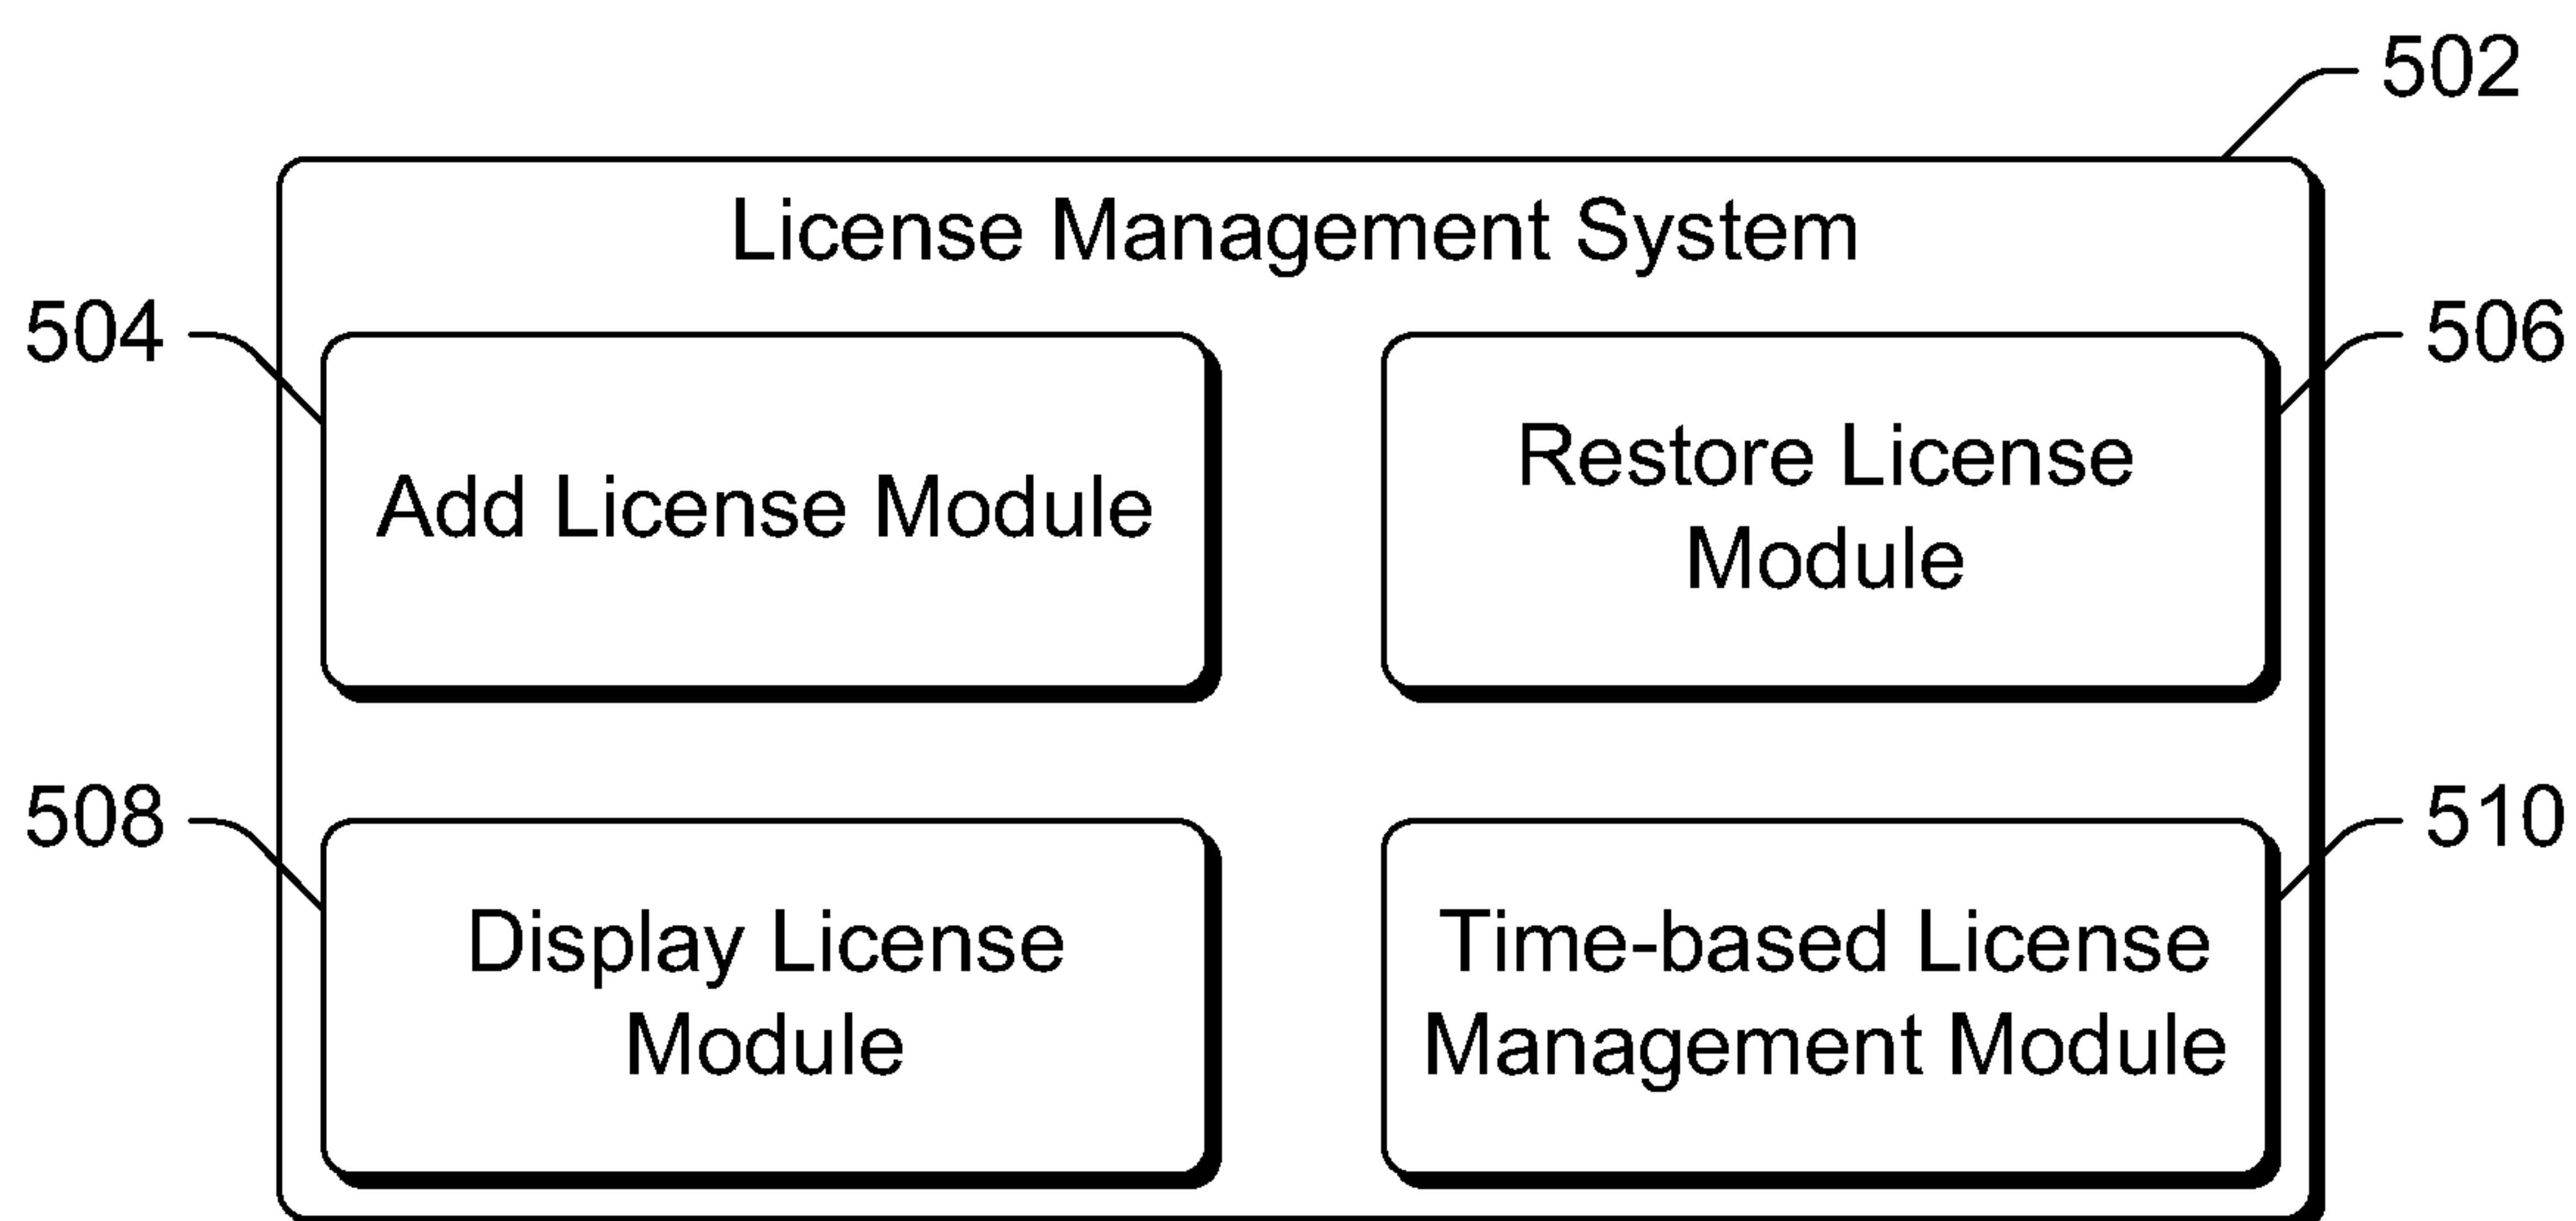 502
License Management System
504
506
Add License Module
Restore License
Module
508
510
Display License
Module
Time-based License
Management Module